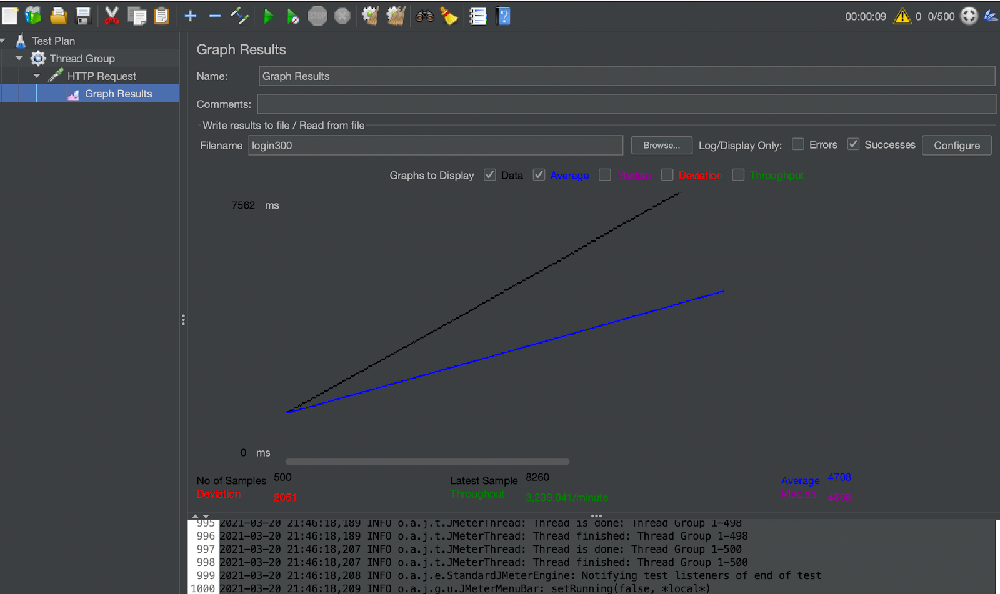 STOP
00:00:09 0 0/500
Test Plan
Thread Group
HTTP Request
Graph Results
Graph Results
Name: Graph Results
Comments:
Write results to file / Read from file
Filename login300 Browse... Log/Display Only: Errors Successes Configure
Graphs to Display Data Average Median Deviation Throughput
7562 ms
0 ms
No of Samples 500 Latest Sample 8260 Average 4708
Deviation 2051 Throughput 3,239.041/minute Median 4898
995 2021-03-20 21:46:18,189 INFO o.a.j.t.JMeterThread: Thread is done: Thread Group 1-498
996 2021-03-20 21:46:18,189 INFO o.a.j.t.JMeterThread: Thread finished: Thread Group 1-498
997 2021-03-20 21:46:18,207 INFO o.a.j.t.JMeterThread: Thread is done: Thread Group 1-500
998 2021-03-20 21:46:18,207 INFO o.a.j.t.JMeterThread: Thread finished: Thread Group 1-500
999 2021-03-20 21:46:18,208 INFO o.a.j.e.StandardJMeterEngine: Notifying test listeners of end of test
1000 2021-03-20 21:46:18,209 INFO o.a.j.g.u.JMeterMenuBar: setRunning(false, *local*)